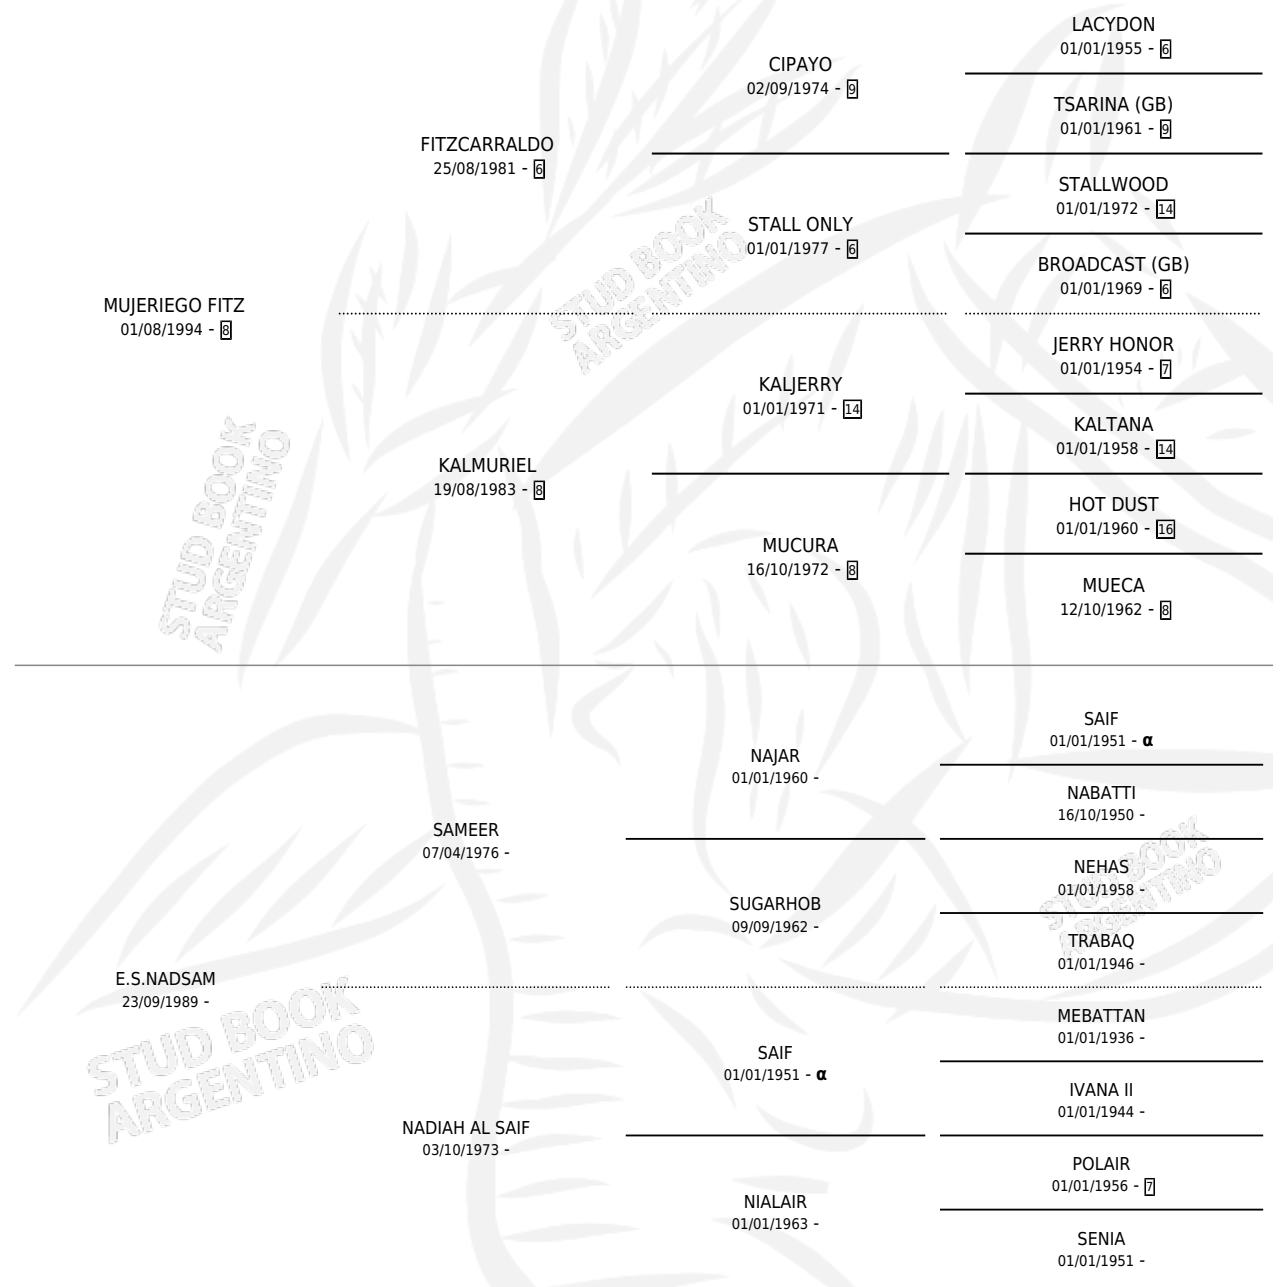 LACYDON
01/01/1955 - 6
CIPAYO
02/09/1974 - 9
TSARINA (GB)
01/01/1961 - 9
FITZCARRALDO
25/08/1981 - 6
STALLWOOD
01/01/1972 - 14
STALL ONLY
01/01/1977 - 6
BROADCAST (GB)
01/01/1969 - 6
MUJERIEGO FITZ
01/08/1994 - 8
JERRY HONOR
01/01/1954 - 7
KALJERRY
01/01/1971 - 14
KALTANA
01/01/1958 - 14
KALMURIEL
19/08/1983 - 8
HOT DUST
01/01/1960 - 16
MUCURA
16/10/1972 - 8
MUECA
12/10/1962 - 8
SAIF
01/01/1951 - α
NAJAR
01/01/1960 -
NABATTI
16/10/1950 -
SAMEER
07/04/1976 -
NEHAS
01/01/1958 -
SUGARHOB
09/09/1962 -
TRABAQ
01/01/1946 -
E.S.NADSAM
23/09/1989 -
MEBATTAN
01/01/1936 -
SAIF
01/01/1951 - α
IVANA II
01/01/1944 -
NADIAH AL SAIF
03/10/1973 -
POLAIR
01/01/1956 - 7
NIALAIR
01/01/1963 -
SENIA
01/01/1951 -
STUD BOOK
ARGENTINO
STUD BOOK
ARGENTINO
STUD BOOK
ARGENTINO
STUD BOOK
ARGENTINO